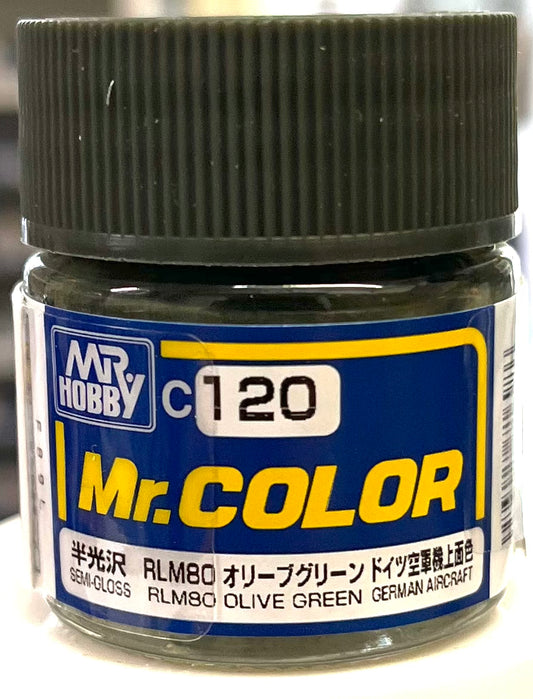 MR.
HOBBY
C120
Mr.COLOR
半光沢 RLM80 オリーブグリーン ドイツ空軍機上面色
SEMI-GLOSS RLM80 OLIVE GREEN GERMAN AIRCRAFT